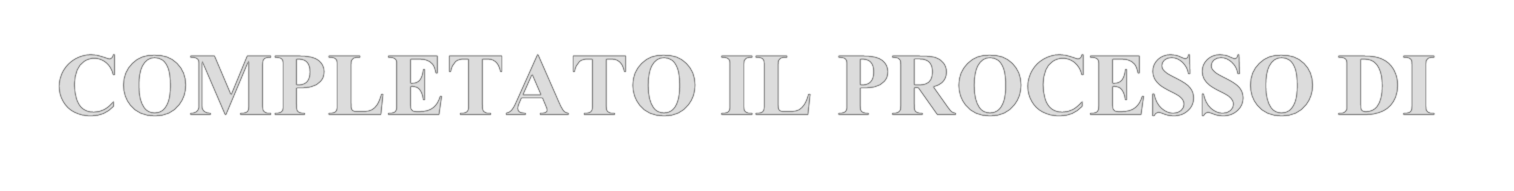 COMPLETATO IL PROCESSO DI